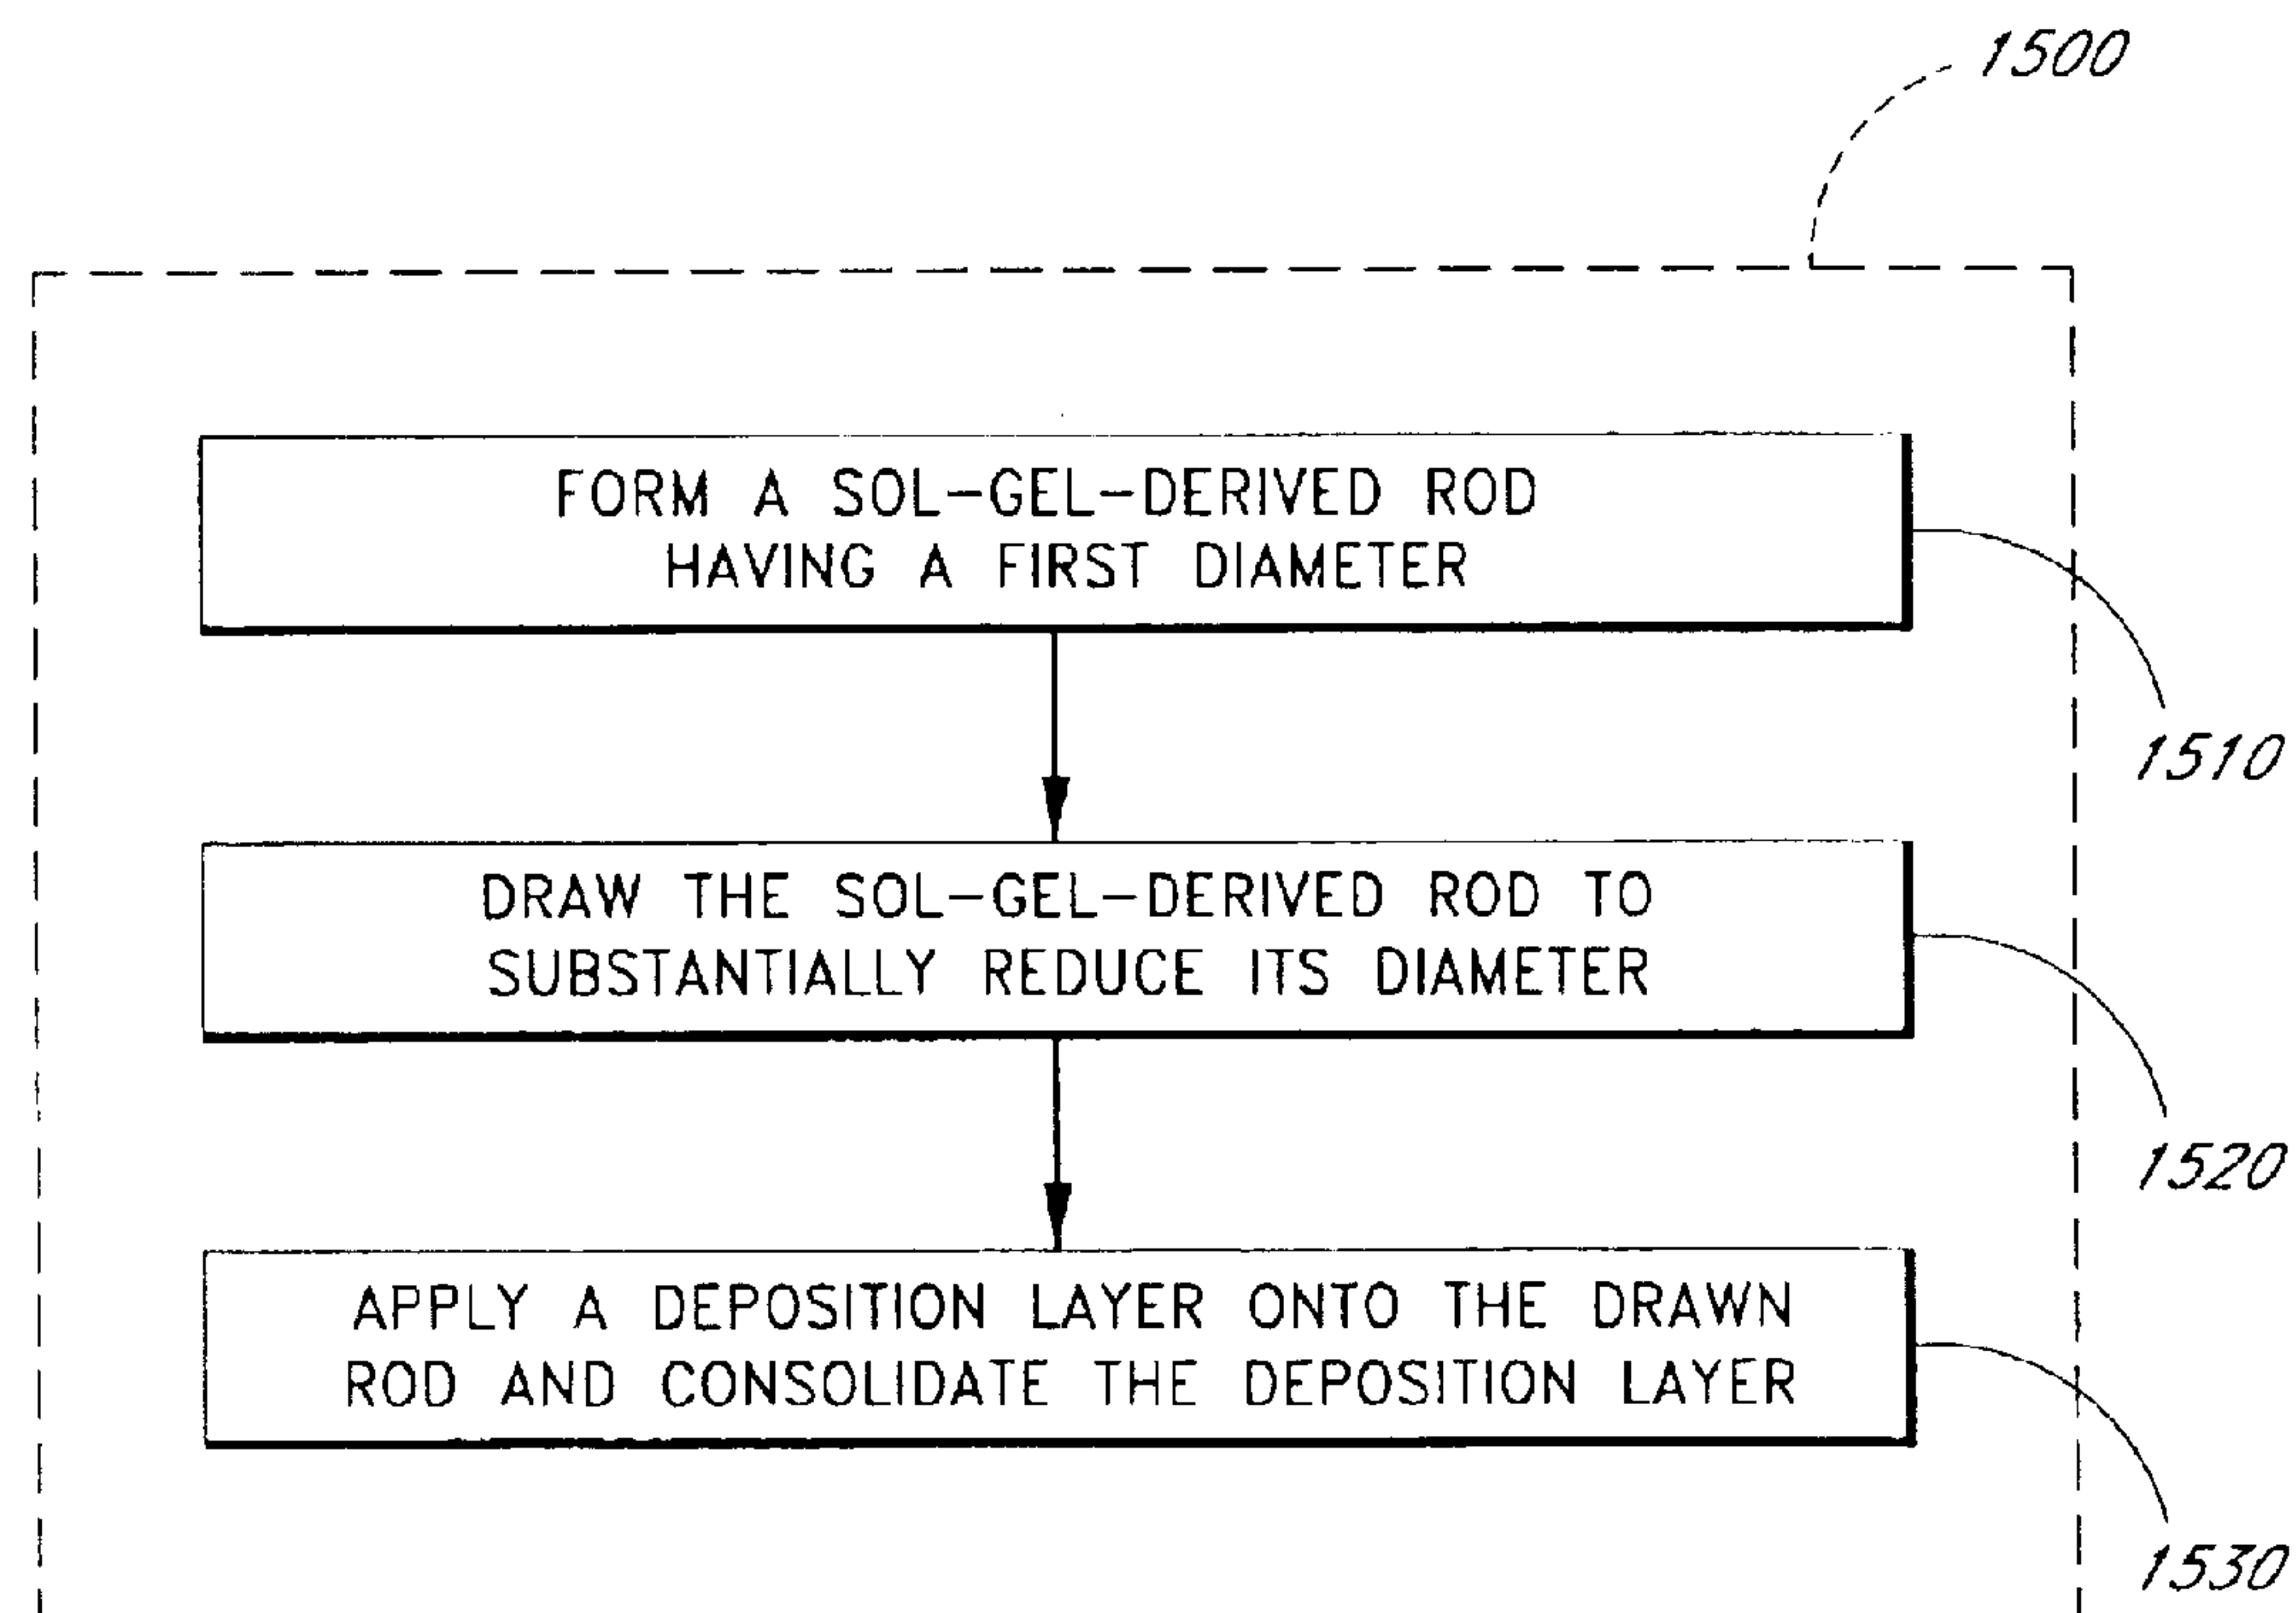 1500
FORM A SOL-GEL-DERIVED ROD
HAVING A FIRST DIAMETER
1510
DRAW THE SOL-GEL-DERIVED ROD TO
SUBSTANTIALLY REDUCE ITS DIAMETER
1520
APPLY A DEPOSITION LAYER ONTO THE DRAWN
ROD AND CONSOLIDATE THE DEPOSITION LAYER
1530